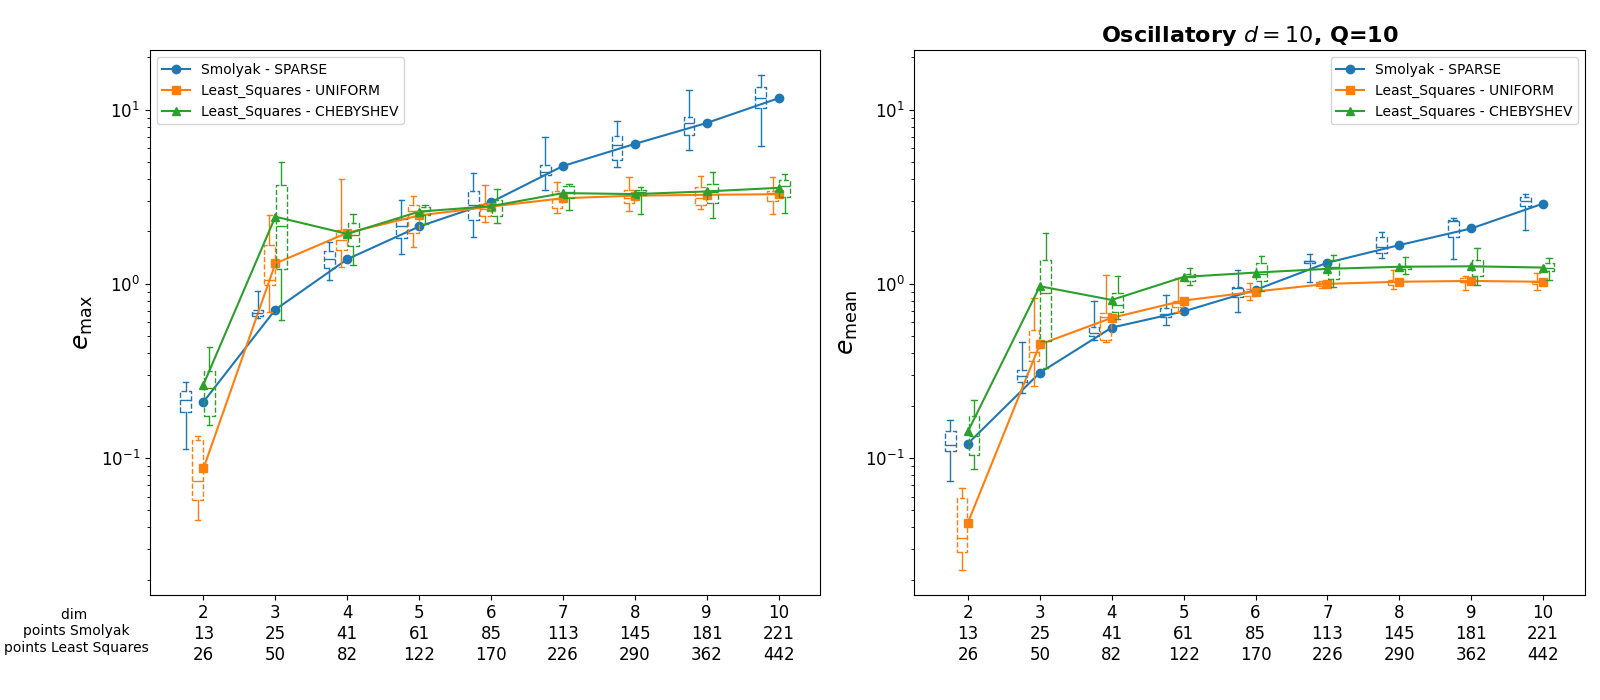 Oscillatory d = 10, Q=10
Smolyak - SPARSE
Least_Squares - UNIFORM
Least_Squares - CHEBYSHEV
10¹
10⁰
10⁻¹
e_max
dim 2 3 4 5 6 7 8 9 10
points Smolyak 13 25 41 61 85 113 145 181 221
points Least Squares 26 50 82 122 170 226 290 362 442
Smolyak - SPARSE
Least_Squares - UNIFORM
Least_Squares - CHEBYSHEV
10¹
10⁰
10⁻¹
e_mean
2 3 4 5 6 7 8 9 10
13 25 41 61 85 113 145 181 221
26 50 82 122 170 226 290 362 442